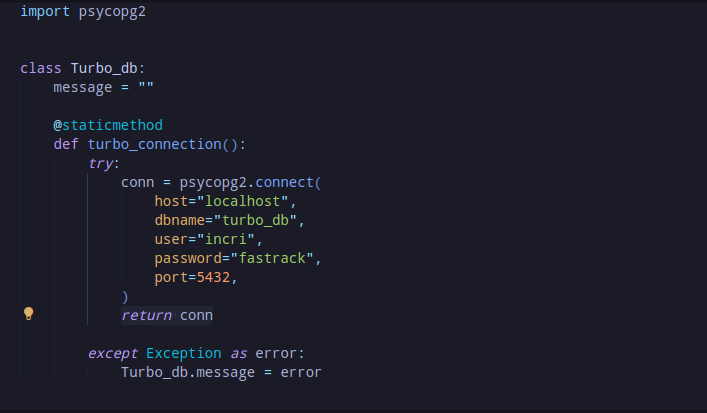 import psycopg2
class Turbo_db:
    message = ""
    @staticmethod
    def turbo_connection():
        try:
            conn = psycopg2.connect(
                host="localhost",
                dbname="turbo_db",
                user="incri",
                password="fastrack",
                port=5432,
            )
            return conn
        except Exception as error:
            Turbo_db.message = error